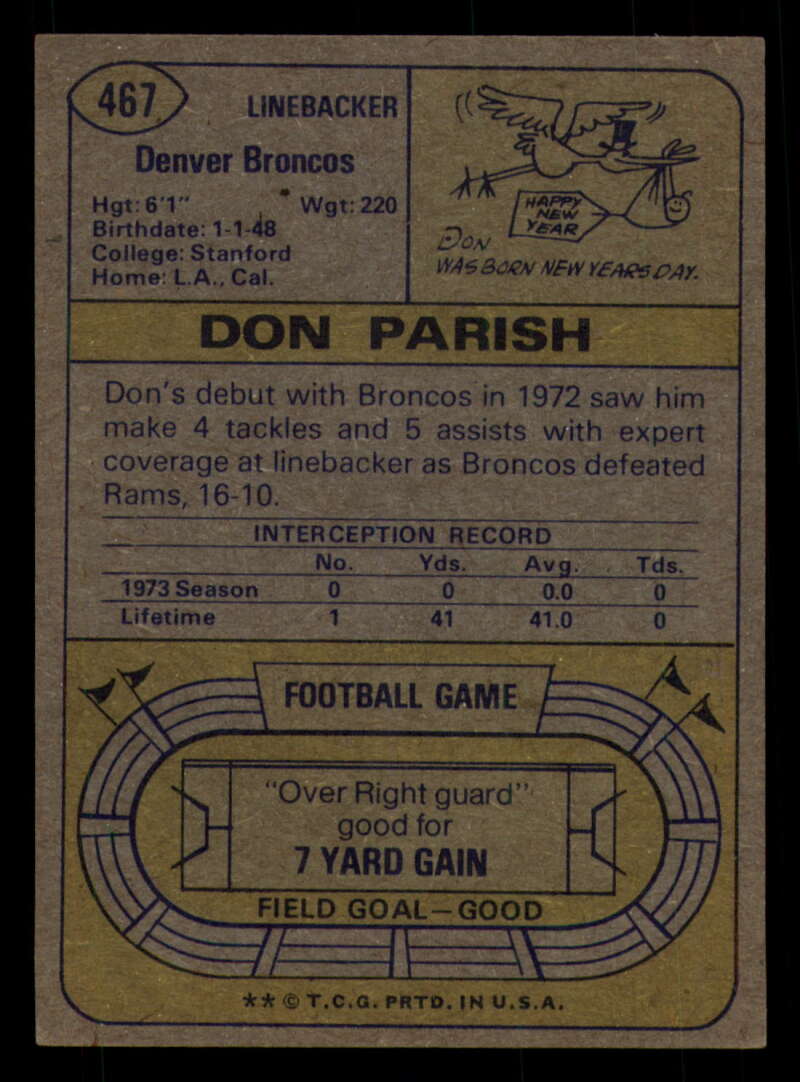 467
LINEBACKER
Denver Broncos
Hgt: 6'1" Wgt: 220
Birthdate: 1-1-48
College: Stanford
Home: L.A., Cal.
HAPPY
NEW
YEAR
DON
WAS BORN NEW YEARS DAY.
DON PARISH
Don's debut with Broncos in 1972 saw him
make 4 tackles and 5 assists with expert
coverage at linebacker as Broncos defeated
Rams, 16-10.
INTERCEPTION RECORD
No. Yds. Avg. Tds.
1973 Season 0 0 0.0 0
Lifetime 1 41 41.0 0
FOOTBALL GAME
"Over Right guard"
good for
7 YARD GAIN
FIELD GOAL—GOOD
** © T.C.G. PRTD. IN U.S.A.